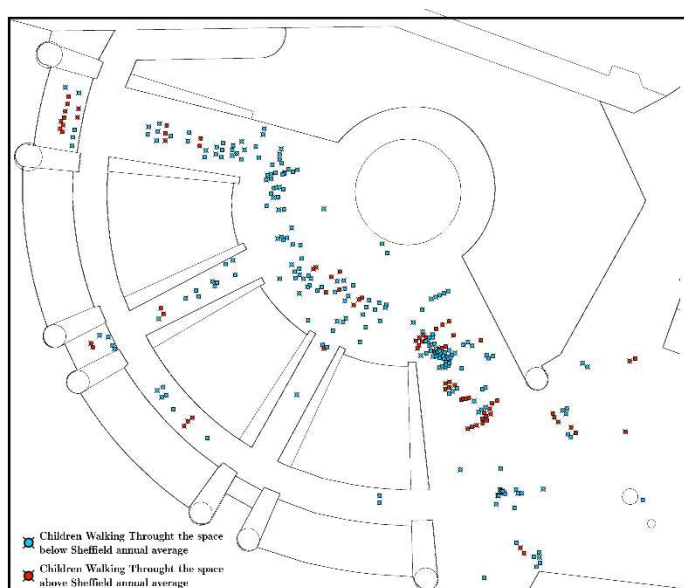 Children Walking Throught the space
below Sheffield annual average
Children Walking Throught the space
above Sheffield annual average